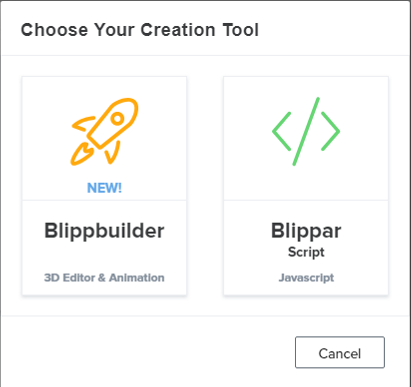 Choose Your Creation Tool
NEW!
Blippbuilder
3D Editor & Animation
Blippar
Script
Javascript
Cancel